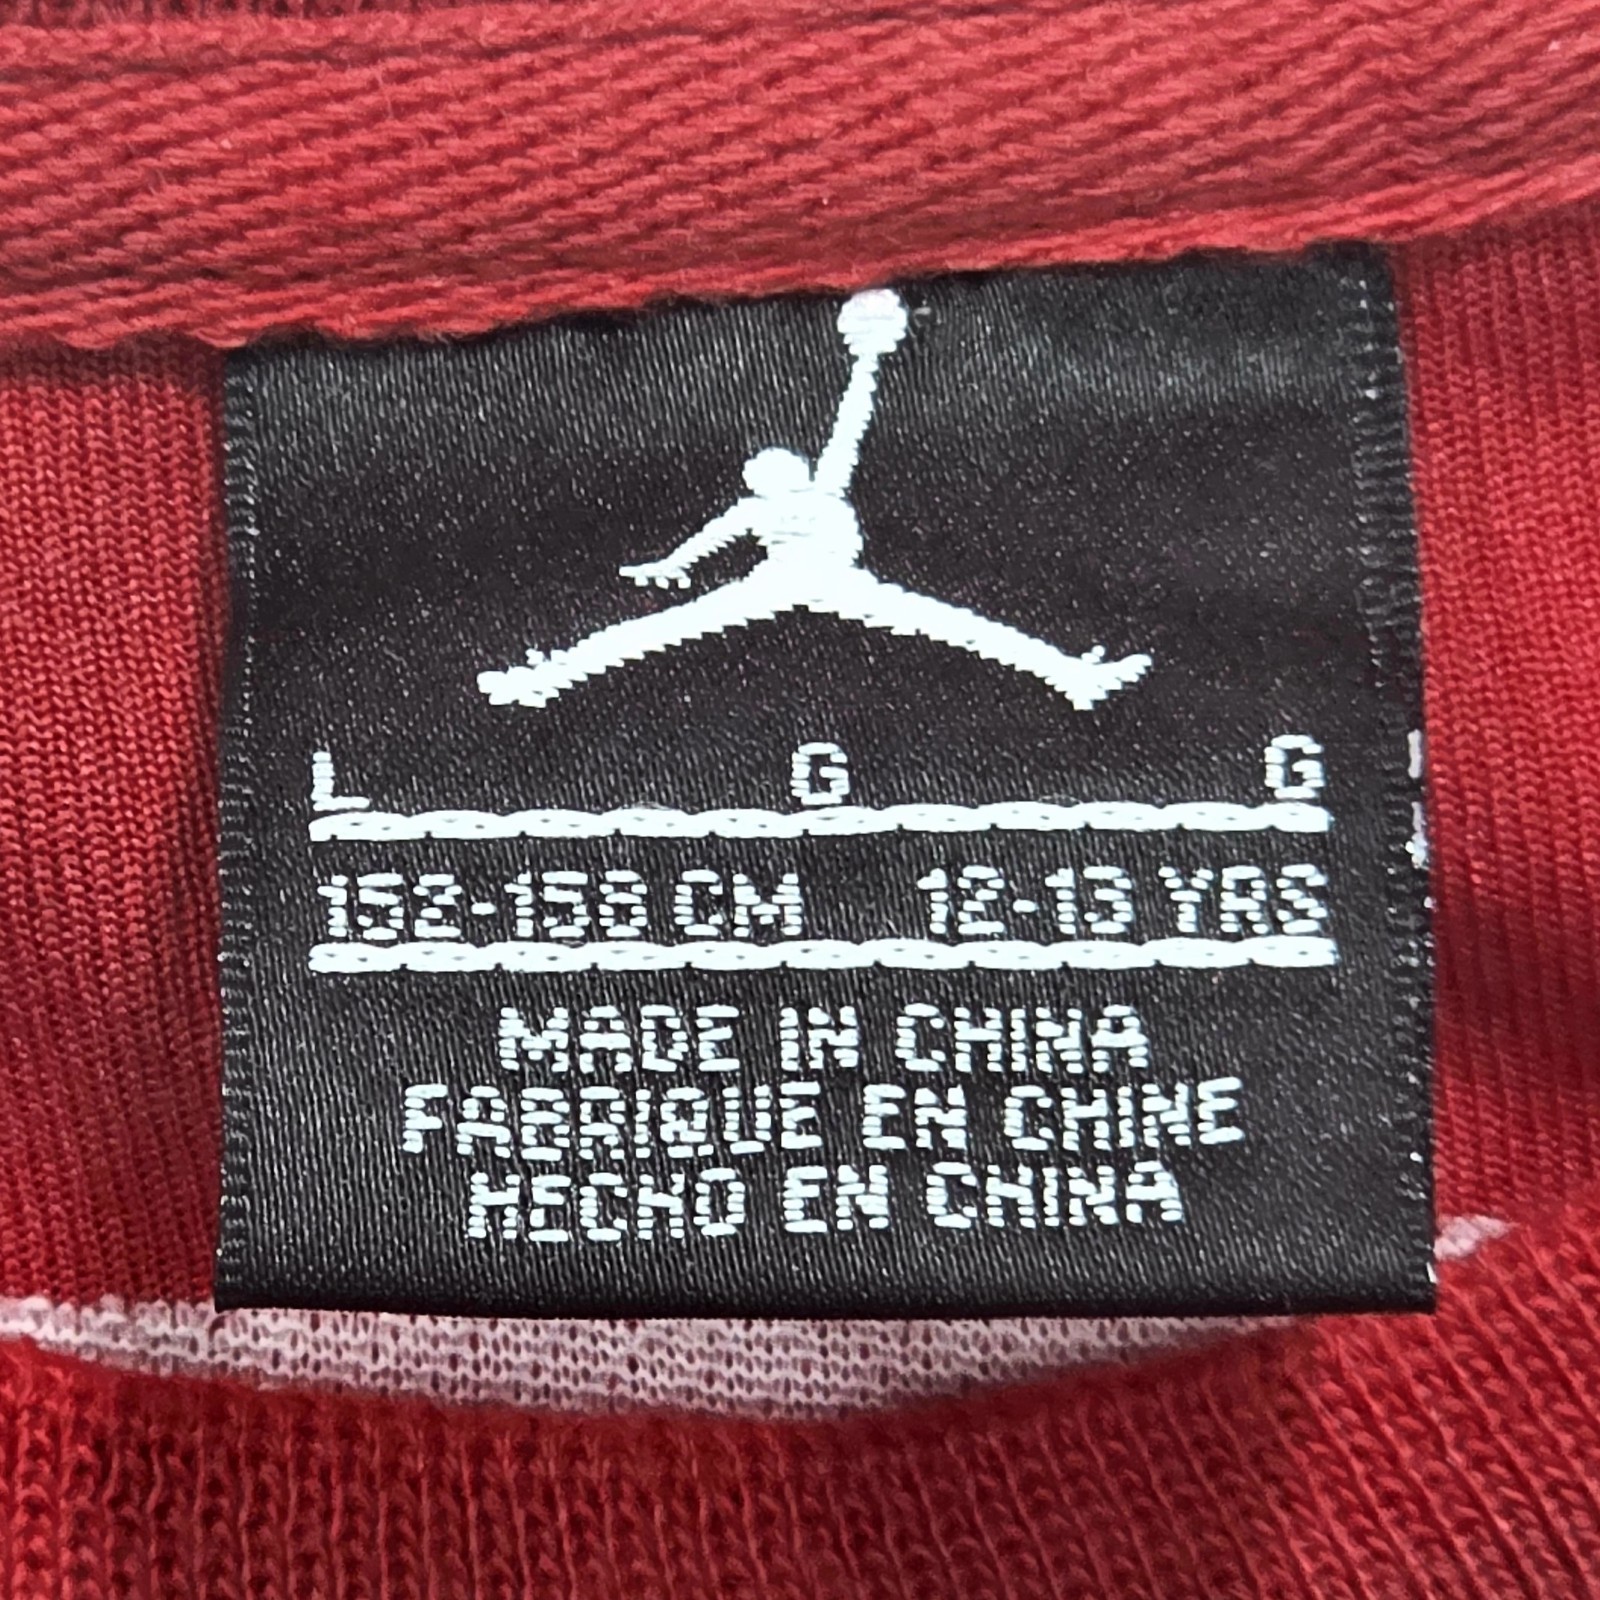 L G G
152-158 CM 12-13 YRS
MADE IN CHINA
FABRIQUE EN CHINE
HECHO EN CHINA